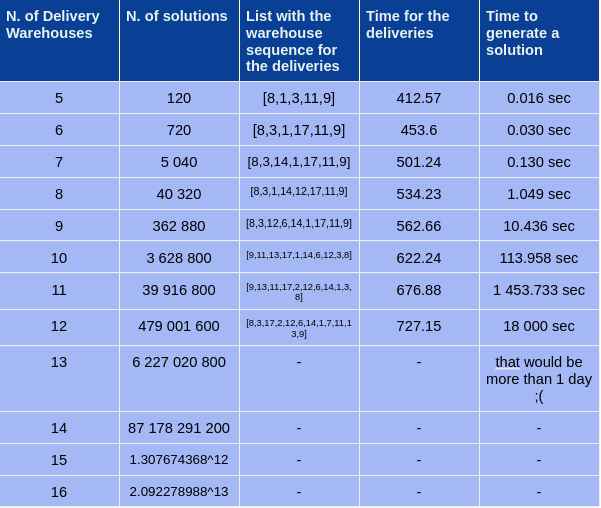 N. of Delivery Warehouses | N. of solutions | List with the warehouse sequence for the deliveries | Time for the deliveries | Time to generate a solution
5 | 120 | [8,1,3,11,9] | 412.57 | 0.016 sec
6 | 720 | [8,3,1,17,11,9] | 453.6 | 0.030 sec
7 | 5 040 | [8,3,14,1,17,11,9] | 501.24 | 0.130 sec
8 | 40 320 | [8,3,1,14,12,17,11,9] | 534.23 | 1.049 sec
9 | 362 880 | [8,3,12,6,14,1,17,11,9] | 562.66 | 10.436 sec
10 | 3 628 800 | [9,11,13,17,1,14,6,12,3,8] | 622.24 | 113.958 sec
11 | 39 916 800 | [9,13,11,17,2,12,6,14,1,3,8] | 676.88 | 1 453.733 sec
12 | 479 001 600 | [8,3,17,2,12,6,14,1,7,11,13,9] | 727.15 | 18 000 sec
13 | 6 227 020 800 | - | - | that would be more than 1 day ;(
14 | 87 178 291 200 | - | - | -
15 | 1.307674368^12 | - | - | -
16 | 2.092278988^13 | - | - | -